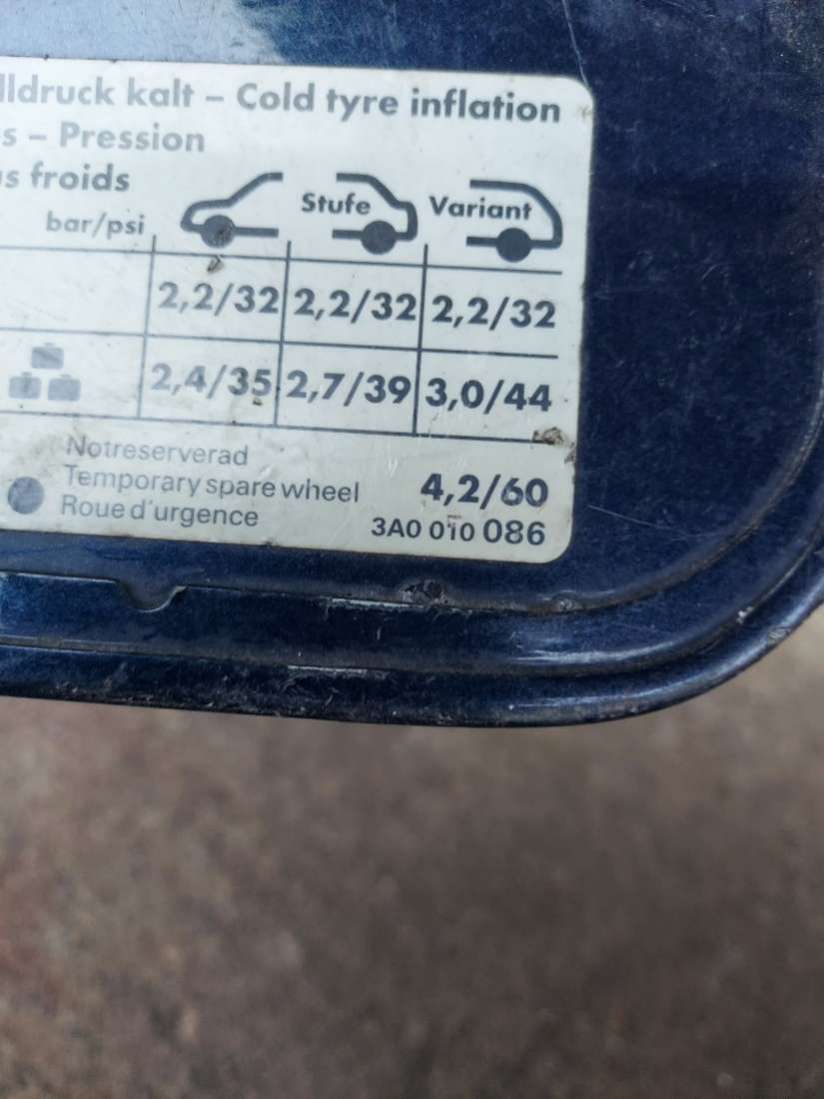 lldruck kalt – Cold tyre inflation
s – Pression
s froids
Stufe Variant
bar/psi
2,2/32 2,2/32 2,2/32
2,4/35 2,7/39 3,0/44
Notreserverad
Temporary spare wheel 4,2/60
Roue d'urgence
3A0 010 086